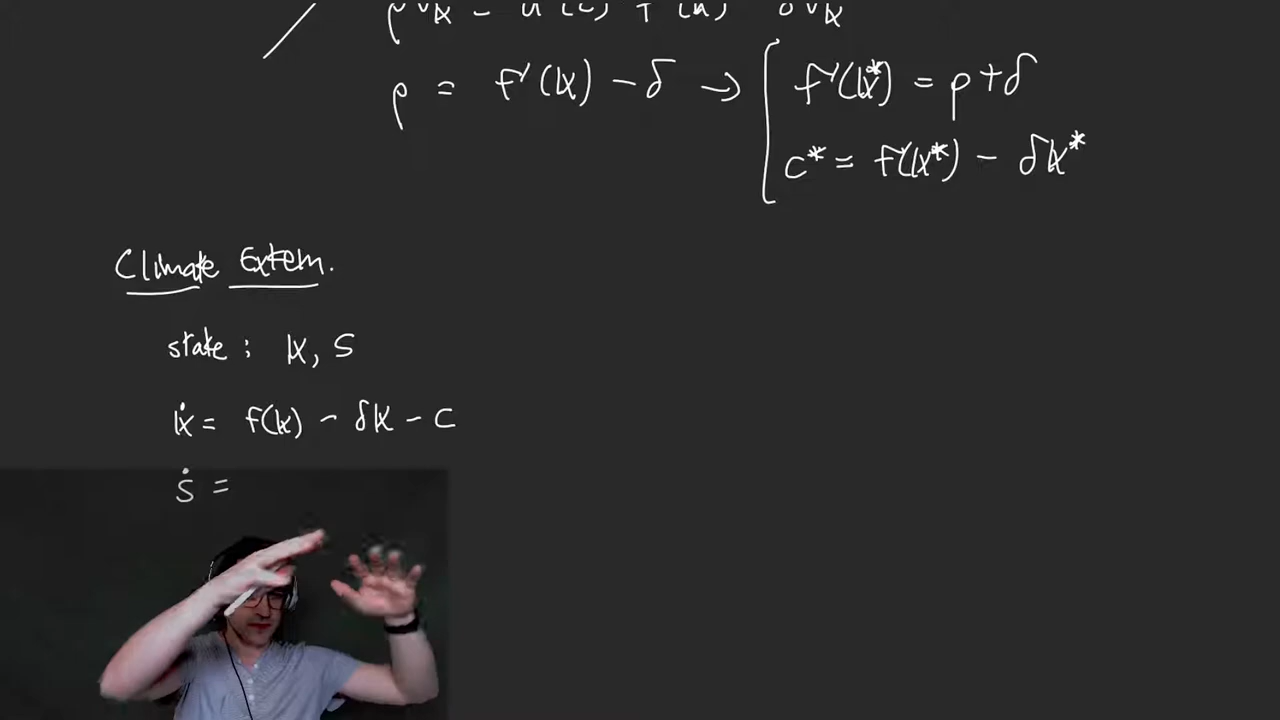 ρ = f'(k) - δ → [ f'(k*) = ρ+δ
c* = f(k*) - δk*
Climate Extern.
state : k, S
k̇ = f(k) - δk - c
Ṡ =